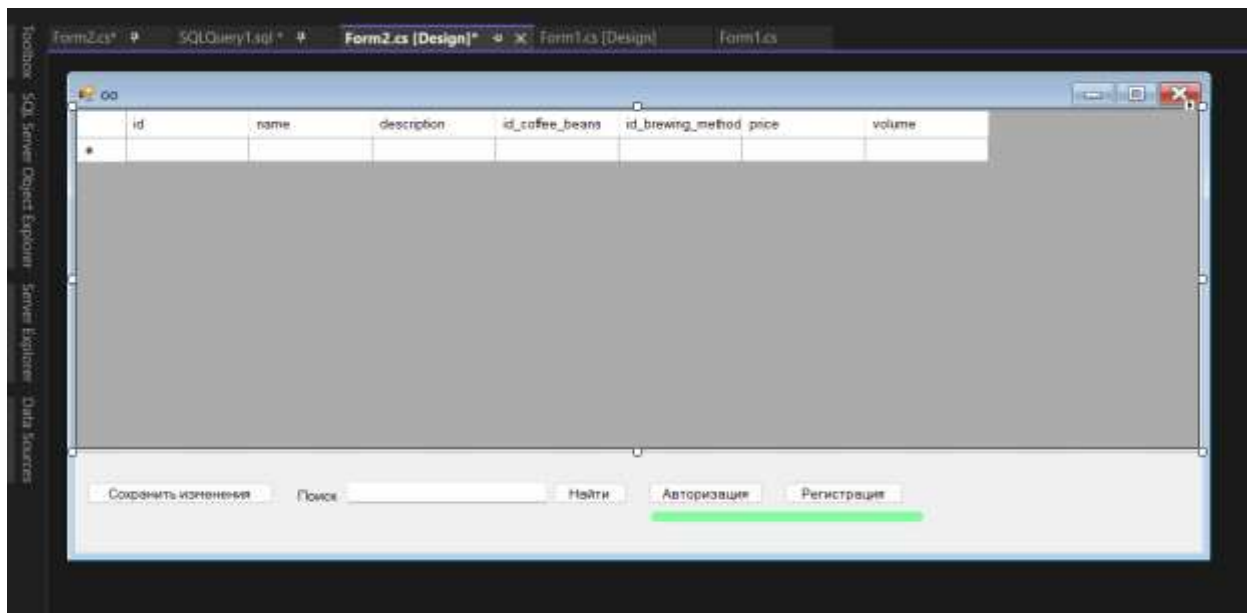 Form2.cs* SQLQuery1.sql* Form2.cs [Design]* Form1.cs [Design] Form1.cs
Toolbox
SQL Server Object Explorer
Server Explorer
Data Sources
id name description id_coffee_beans id_brewing_method price volume
Сохранить изменения Поиск Найти Авторизация Регистрация